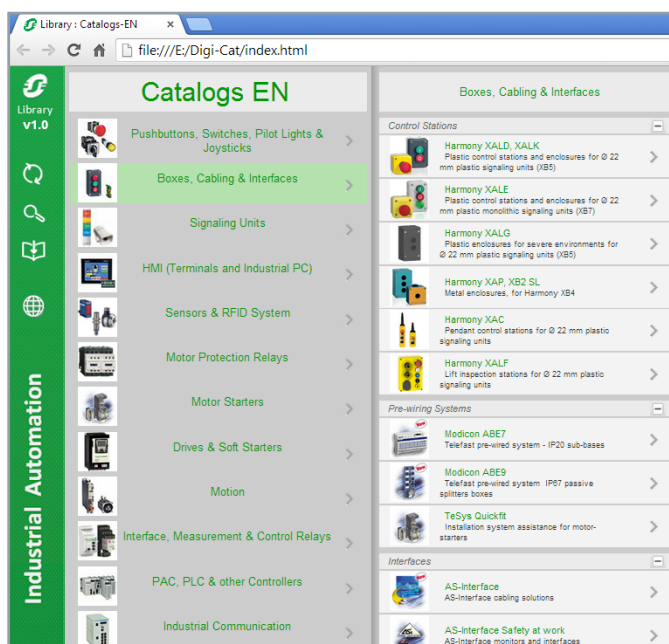 Library : Catalogs-EN
file:///E:/Digi-Cat/index.html
Library
v1.0
Industrial Automation
Catalogs EN
Pushbuttons, Switches, Pilot Lights &
Joysticks
Boxes, Cabling & Interfaces
Signaling Units
HMI (Terminals and Industrial PC)
Sensors & RFID System
Motor Protection Relays
Motor Starters
Drives & Soft Starters
Motion
Interface, Measurement & Control Relays
PAC, PLC & other Controllers
Industrial Communication
Boxes, Cabling & Interfaces
Control Stations
Harmony XALD, XALK
Plastic control stations and enclosures for Ø 22
mm plastic signaling units (XB5)
Harmony XALE
Plastic control stations and enclosures for Ø 22
mm plastic monolithic signaling units (XB7)
Harmony XALG
Plastic enclosures for severe environments for
Ø 22 mm plastic signaling units (XB5)
Harmony XAP, XB2 SL
Metal enclosures, for Harmony XB4
Harmony XAC
Pendant control stations for Ø 22 mm plastic
signaling units
Harmony XALF
Lift inspection stations for Ø 22 mm plastic
signaling units
Pre-wiring Systems
Modicon ABE7
Telefast pre-wired system - IP20 sub-bases
Modicon ABE9
Telefast pre-wired system IP67 passive
splitters boxes
TeSys Quickfit
Installation system assistance for motor-
starters
Interfaces
AS-Interface
AS-Interface cabling solutions
AS-Interface Safety at work
AS-Interface monitors and interfaces